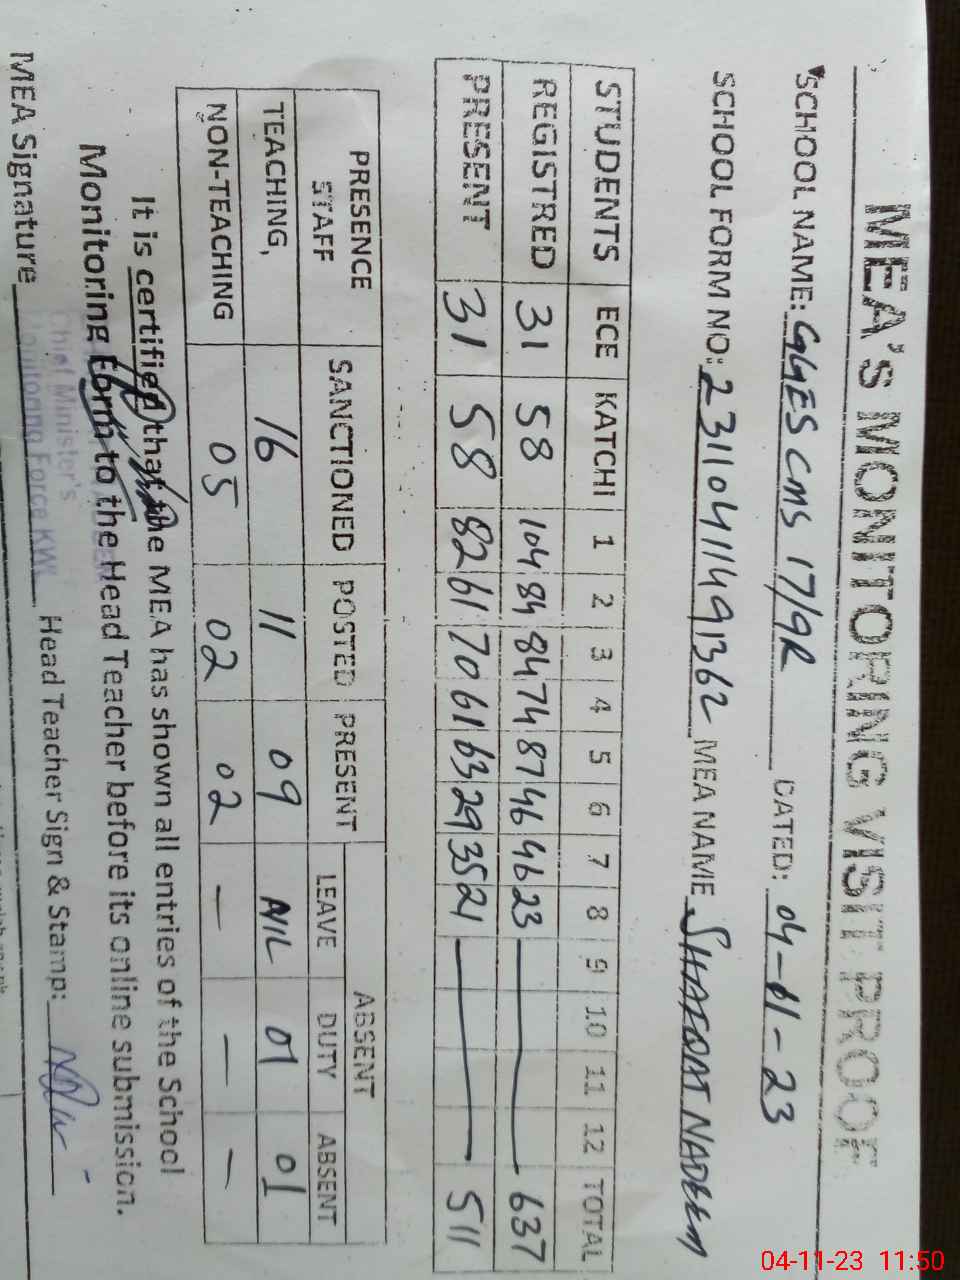 MEA'S MONITORING VISIT PROOF
SCHOOL NAME: GGES CMS 17/9R DATED: 04-11-23
SCHOOL FORM NO: 23110411491362 MEA NAME SHAFQAT NADEEM
STUDENTS ECE KATCHI 1 2 3 4 5 6 7 8 9 10 11 12 TOTAL
REGISTRED 31 58 104 84 84 74 87 46 46 23 637
PRESENT 31 58 82 61 70 61 63 29 35 21 511
PRESENCE STAFF SANCTIONED POSTED PRESENT ABSENT
LEAVE DUTY ABSENT
TEACHING, 16 11 09 NIL 01 01
NON-TEACHING 05 02 02 — — —
It is certified that the MEA has shown all entries of the School
Monitoring Form to the Head Teacher before its online submission.
MEA Signature Head Teacher Sign & Stamp:
Chief Minister's
Monitoring Force KWL
04-11-23 11:50